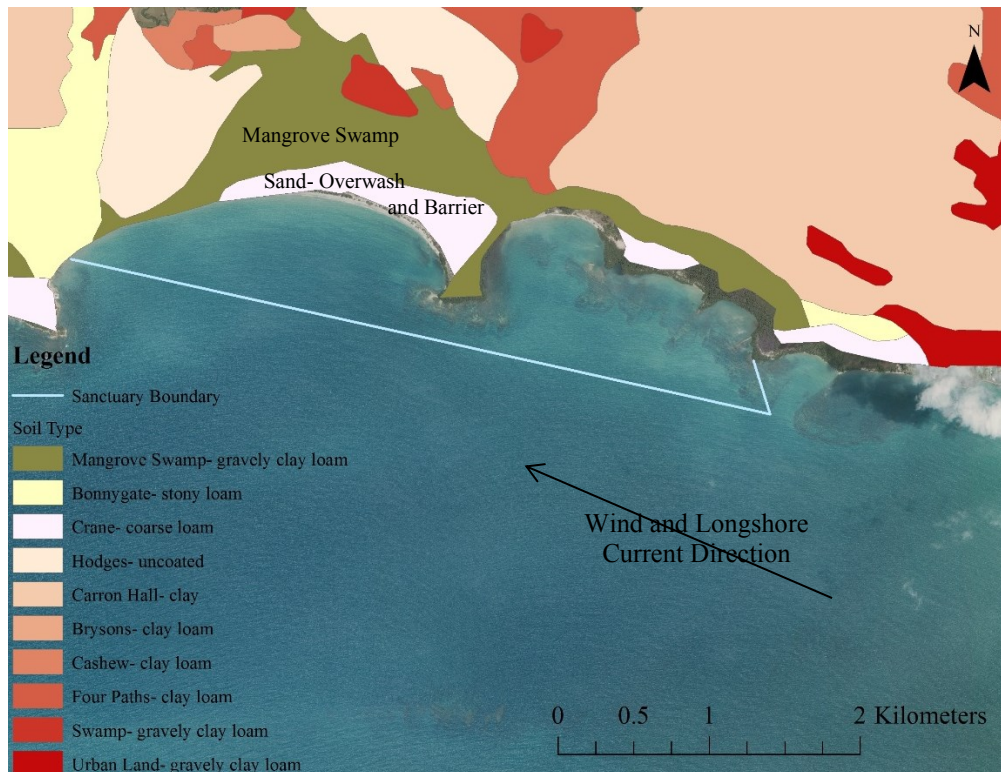 N
Mangrove Swamp
Sand- Overwash
and Barrier
Legend
Sanctuary Boundary
Soil Type
Mangrove Swamp- gravely clay loam
Bonnygate- stony loam
Crane- coarse loam
Hodges- uncoated
Carron Hall- clay
Brysons- clay loam
Cashew- clay loam
Four Paths- clay loam
Swamp- gravely clay loam
Urban Land- gravely clay loam
Wind and Longshore
Current Direction
0 0.5 1 2 Kilometers